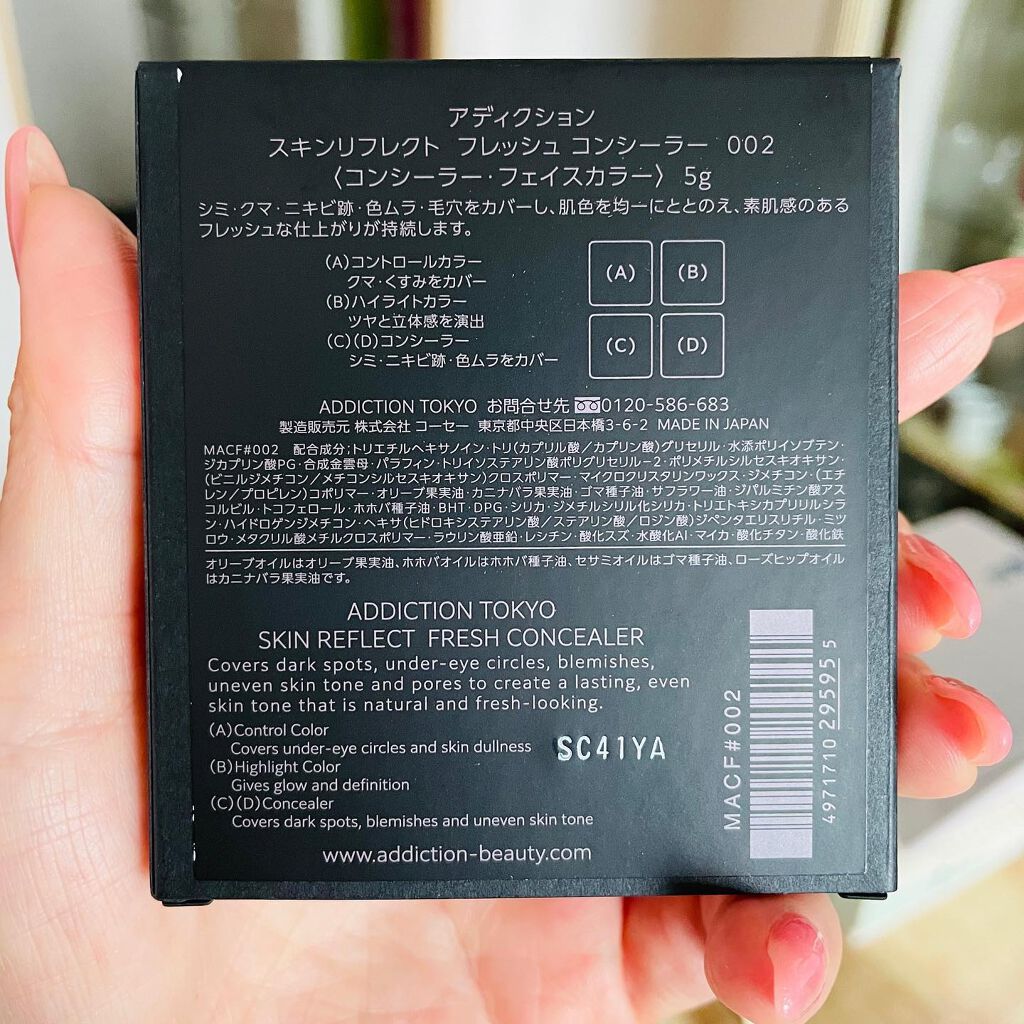 アディクション
スキンリフレクト フレッシュ コンシーラー 002
〈コンシーラー・フェイスカラー〉 5g
シミ・クマ・ニキビ跡・色ムラ・毛穴をカバーし、肌色を均一にととのえ、素肌感のある
フレッシュな仕上がりが持続します。
(A)コントロールカラー
クマ・くすみをカバー
(B)ハイライトカラー
ツヤと立体感を演出
(C)(D)コンシーラー
シミ・ニキビ跡・色ムラをカバー
(A) (B)
(C) (D)
ADDICTION TOKYO お問合せ先 0120-586-683
製造販売元 株式会社 コーセー 東京都中央区日本橋3-6-2 MADE IN JAPAN
MACF#002 配合成分;トリエチルヘキサノイン・トリ(カプリル酸/カプリン酸)グリセリル・水添ポリイソブテン・
ジカプリン酸PG・合成金雲母・パラフィン・トリイソステアリン酸ポリグリセリル-2・ポリメチルシルセスキオキサン・
(ビニルジメチコン/メチコンシルセスキオキサン)クロスポリマー・マイクロクリスタリンワックス・ジメチコン・(エチ
レン/プロピレン)コポリマー・オリーブ果実油・カニナバラ果実油・ゴマ種子油・サフラワー油・ジパルミチン酸アス
コルビル・トコフェロール・ホホバ種子油・BHT・DPG・シリカ・ジメチルシリル化シリカ・トリエトキシカプリリルシラ
ン・ハイドロゲンジメチコン・ヘキサ(ヒドロキシステアリン酸/ステアリン酸/ロジン酸)ジペンタエリスリチル・ミツ
ロウ・メタクリル酸メチルクロスポリマー・ラウリン酸亜鉛・レシチン・酸化スズ・水酸化Al・マイカ・酸化チタン・酸化鉄
オリーブオイルはオリーブ果実油、ホホバオイルはホホバ種子油、セサミオイルはゴマ種子油、ローズヒップオイル
はカニナバラ果実油です。
ADDICTION TOKYO
SKIN REFLECT FRESH CONCEALER
Covers dark spots, under-eye circles, blemishes,
uneven skin tone and pores to create a lasting, even
skin tone that is natural and fresh-looking.
(A)Control Color
Covers under-eye circles and skin dullness
SC41YA
(B)Highlight Color
Gives glow and definition
(C)(D)Concealer
Covers dark spots, blemishes and uneven skin tone
www.addiction-beauty.com
MACF#002
4971710 295955